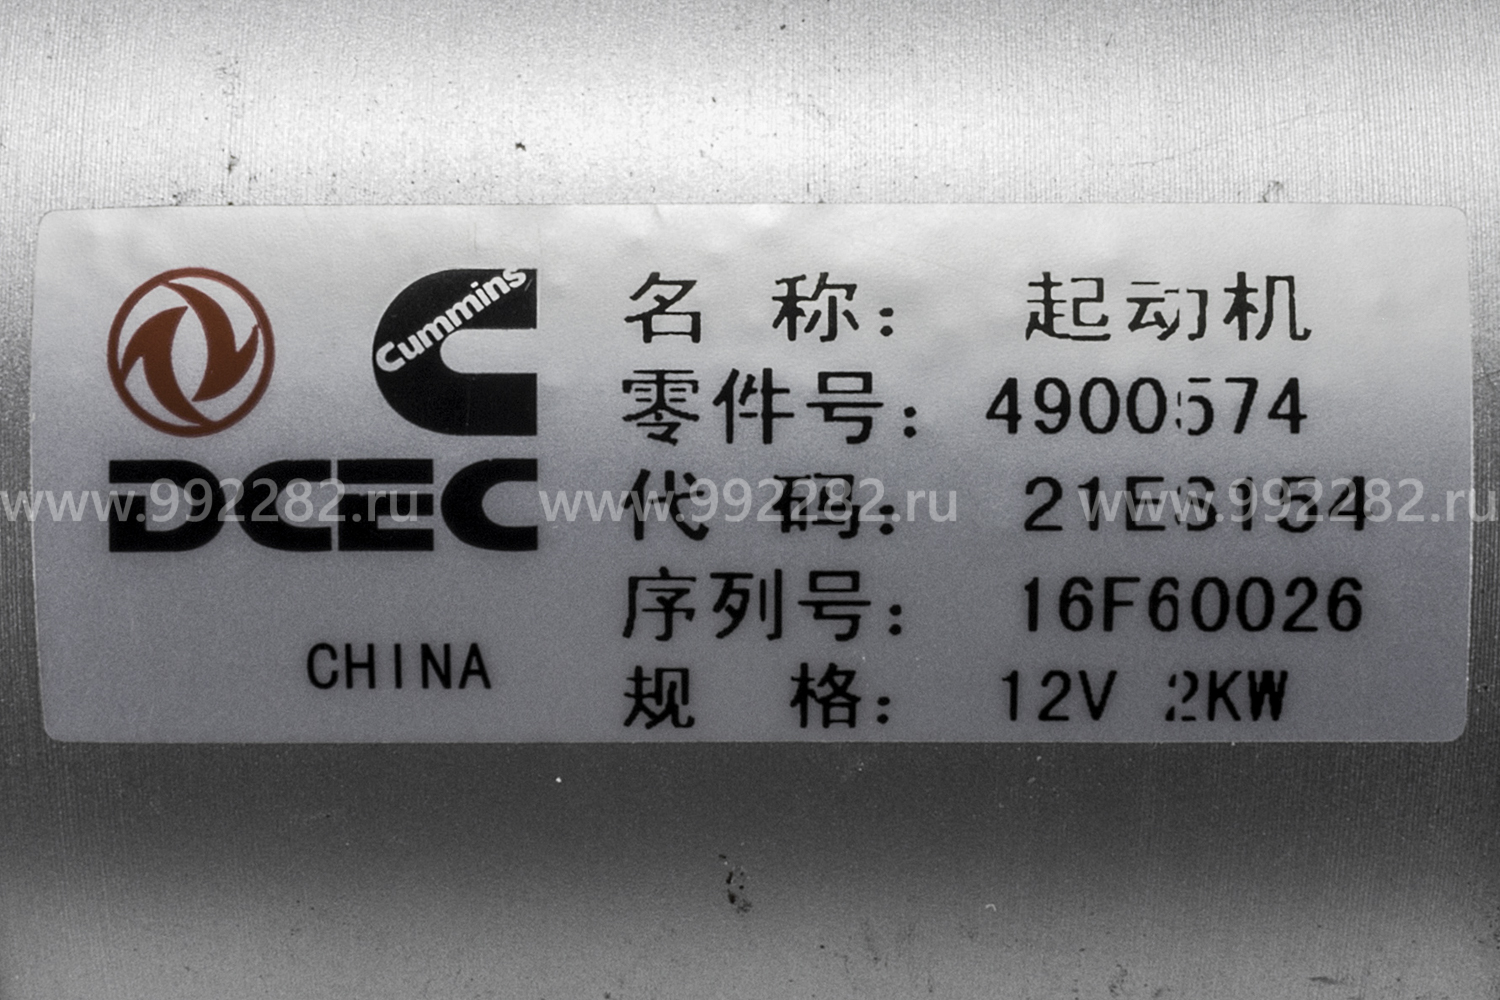 Cummins
DCEC
CHINA
名 称： 起动机
零件号： 4900574
代 码： 21E3154
序列号： 16F60026
规 格： 12V 2KW
www.992282.ru www.992282.ru www.992282.ru